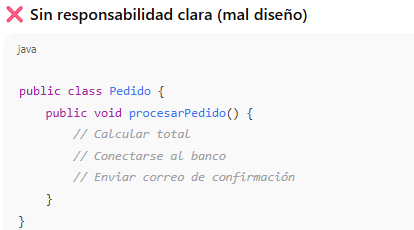 ❌ Sin responsabilidad clara (mal diseño)
java
public class Pedido {
    public void procesarPedido() {
        // Calcular total
        // Conectarse al banco
        // Enviar correo de confirmación
    }
}